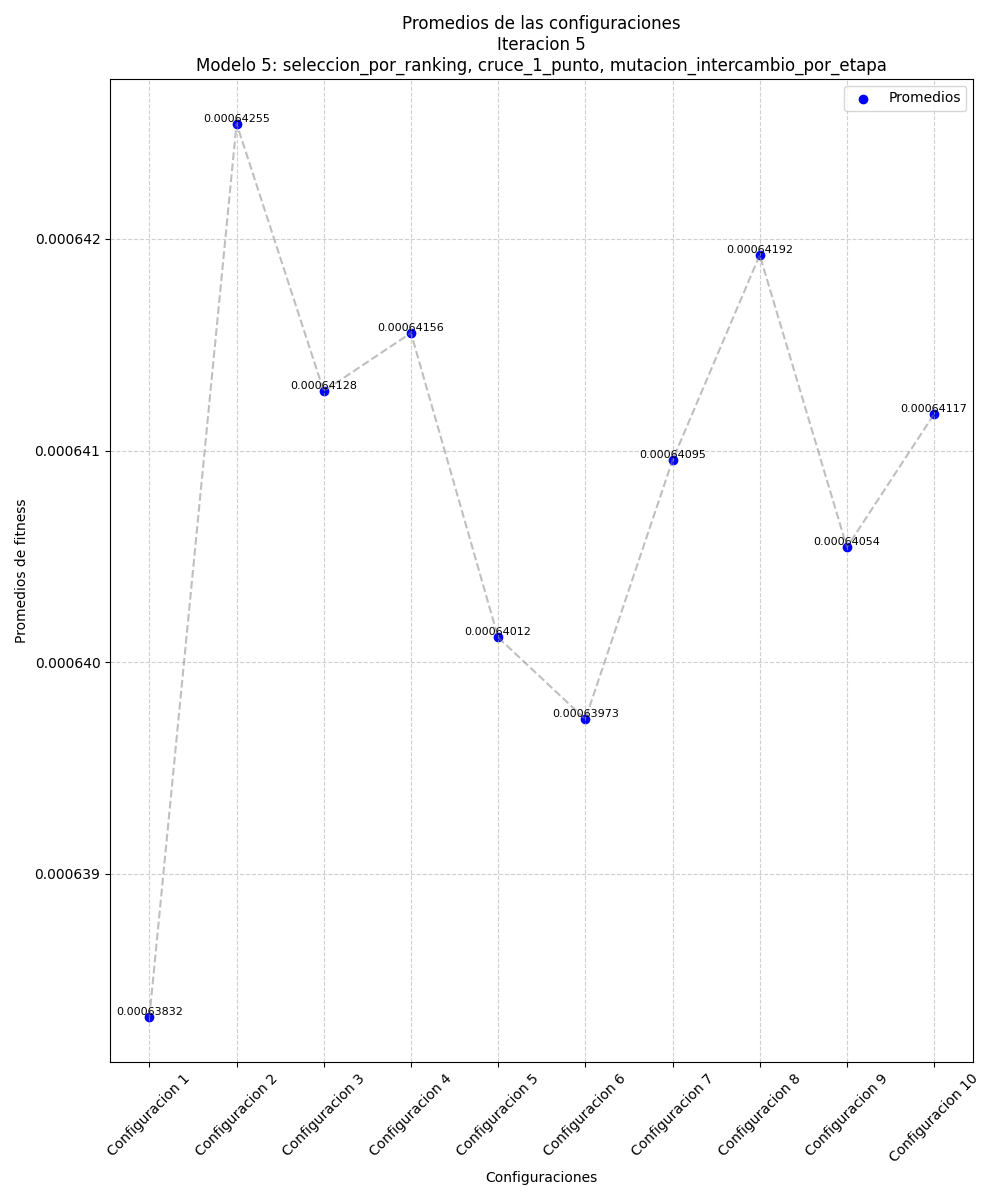 Promedios de las configuraciones
Iteracion 5
Modelo 5: seleccion_por_ranking, cruce_1_punto, mutacion_intercambio_por_etapa
Promedios
0.00064255
0.00064192
0.00064156
0.00064128
0.00064117
0.00064095
0.00064054
0.00064012
0.00063973
0.00063832
0.000642
0.000641
0.000640
0.000639
Promedios de fitness
Configuracion 1
Configuracion 2
Configuracion 3
Configuracion 4
Configuracion 5
Configuracion 6
Configuracion 7
Configuracion 8
Configuracion 9
Configuracion 10
Configuraciones